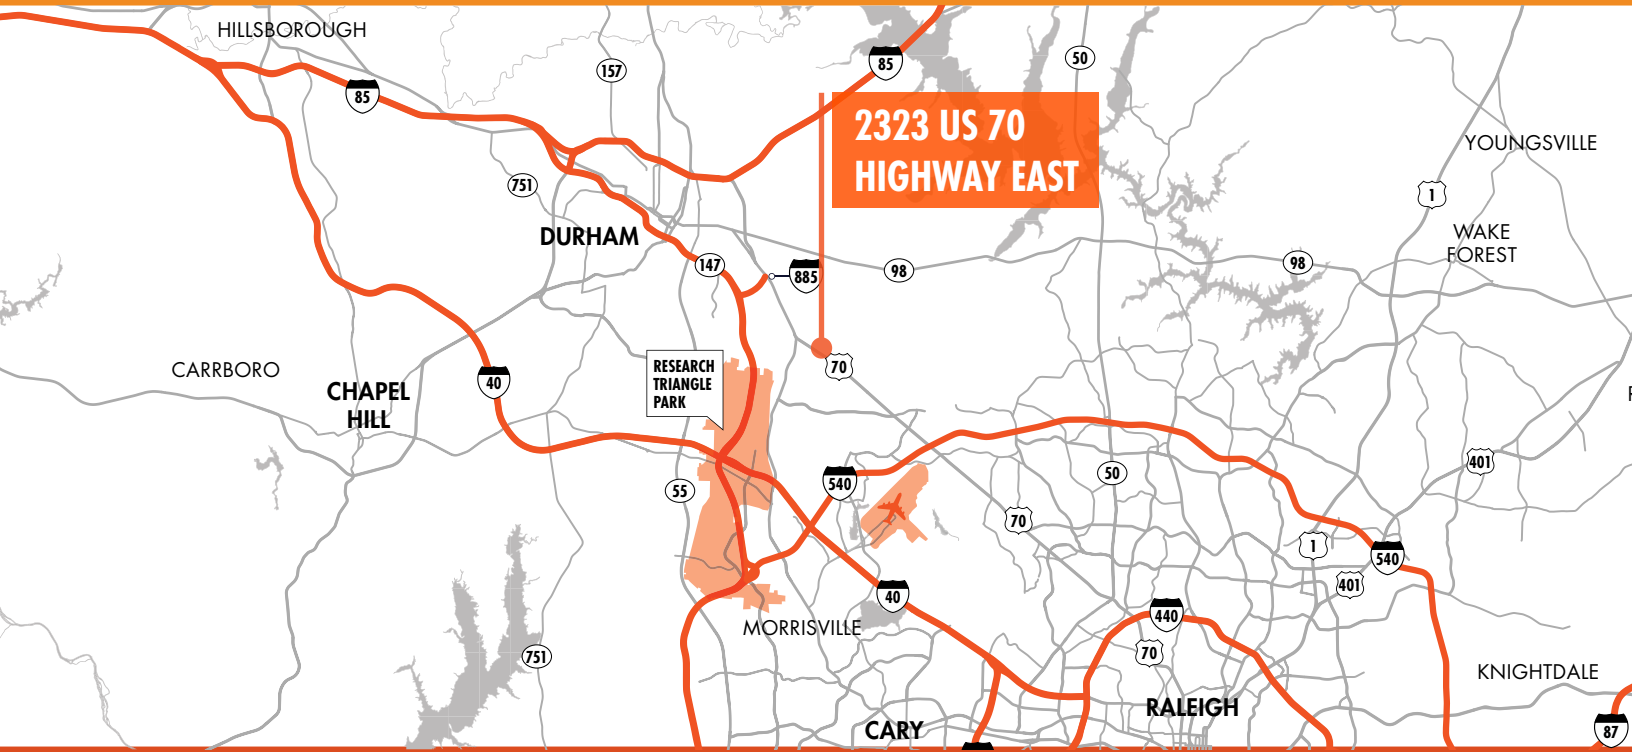 HILLSBOROUGH
85
157
85
50
2323 US 70
HIGHWAY EAST
YOUNGSVILLE
751
1
DURHAM
WAKE
FOREST
147
885
98
98
CARRBORO
CHAPEL
HILL
40
RESEARCH
TRIANGLE
PARK
70
55
540
50
401
70
1
540
401
40
440
MORRISVILLE
70
751
KNIGHTDALE
RALEIGH
CARY
87